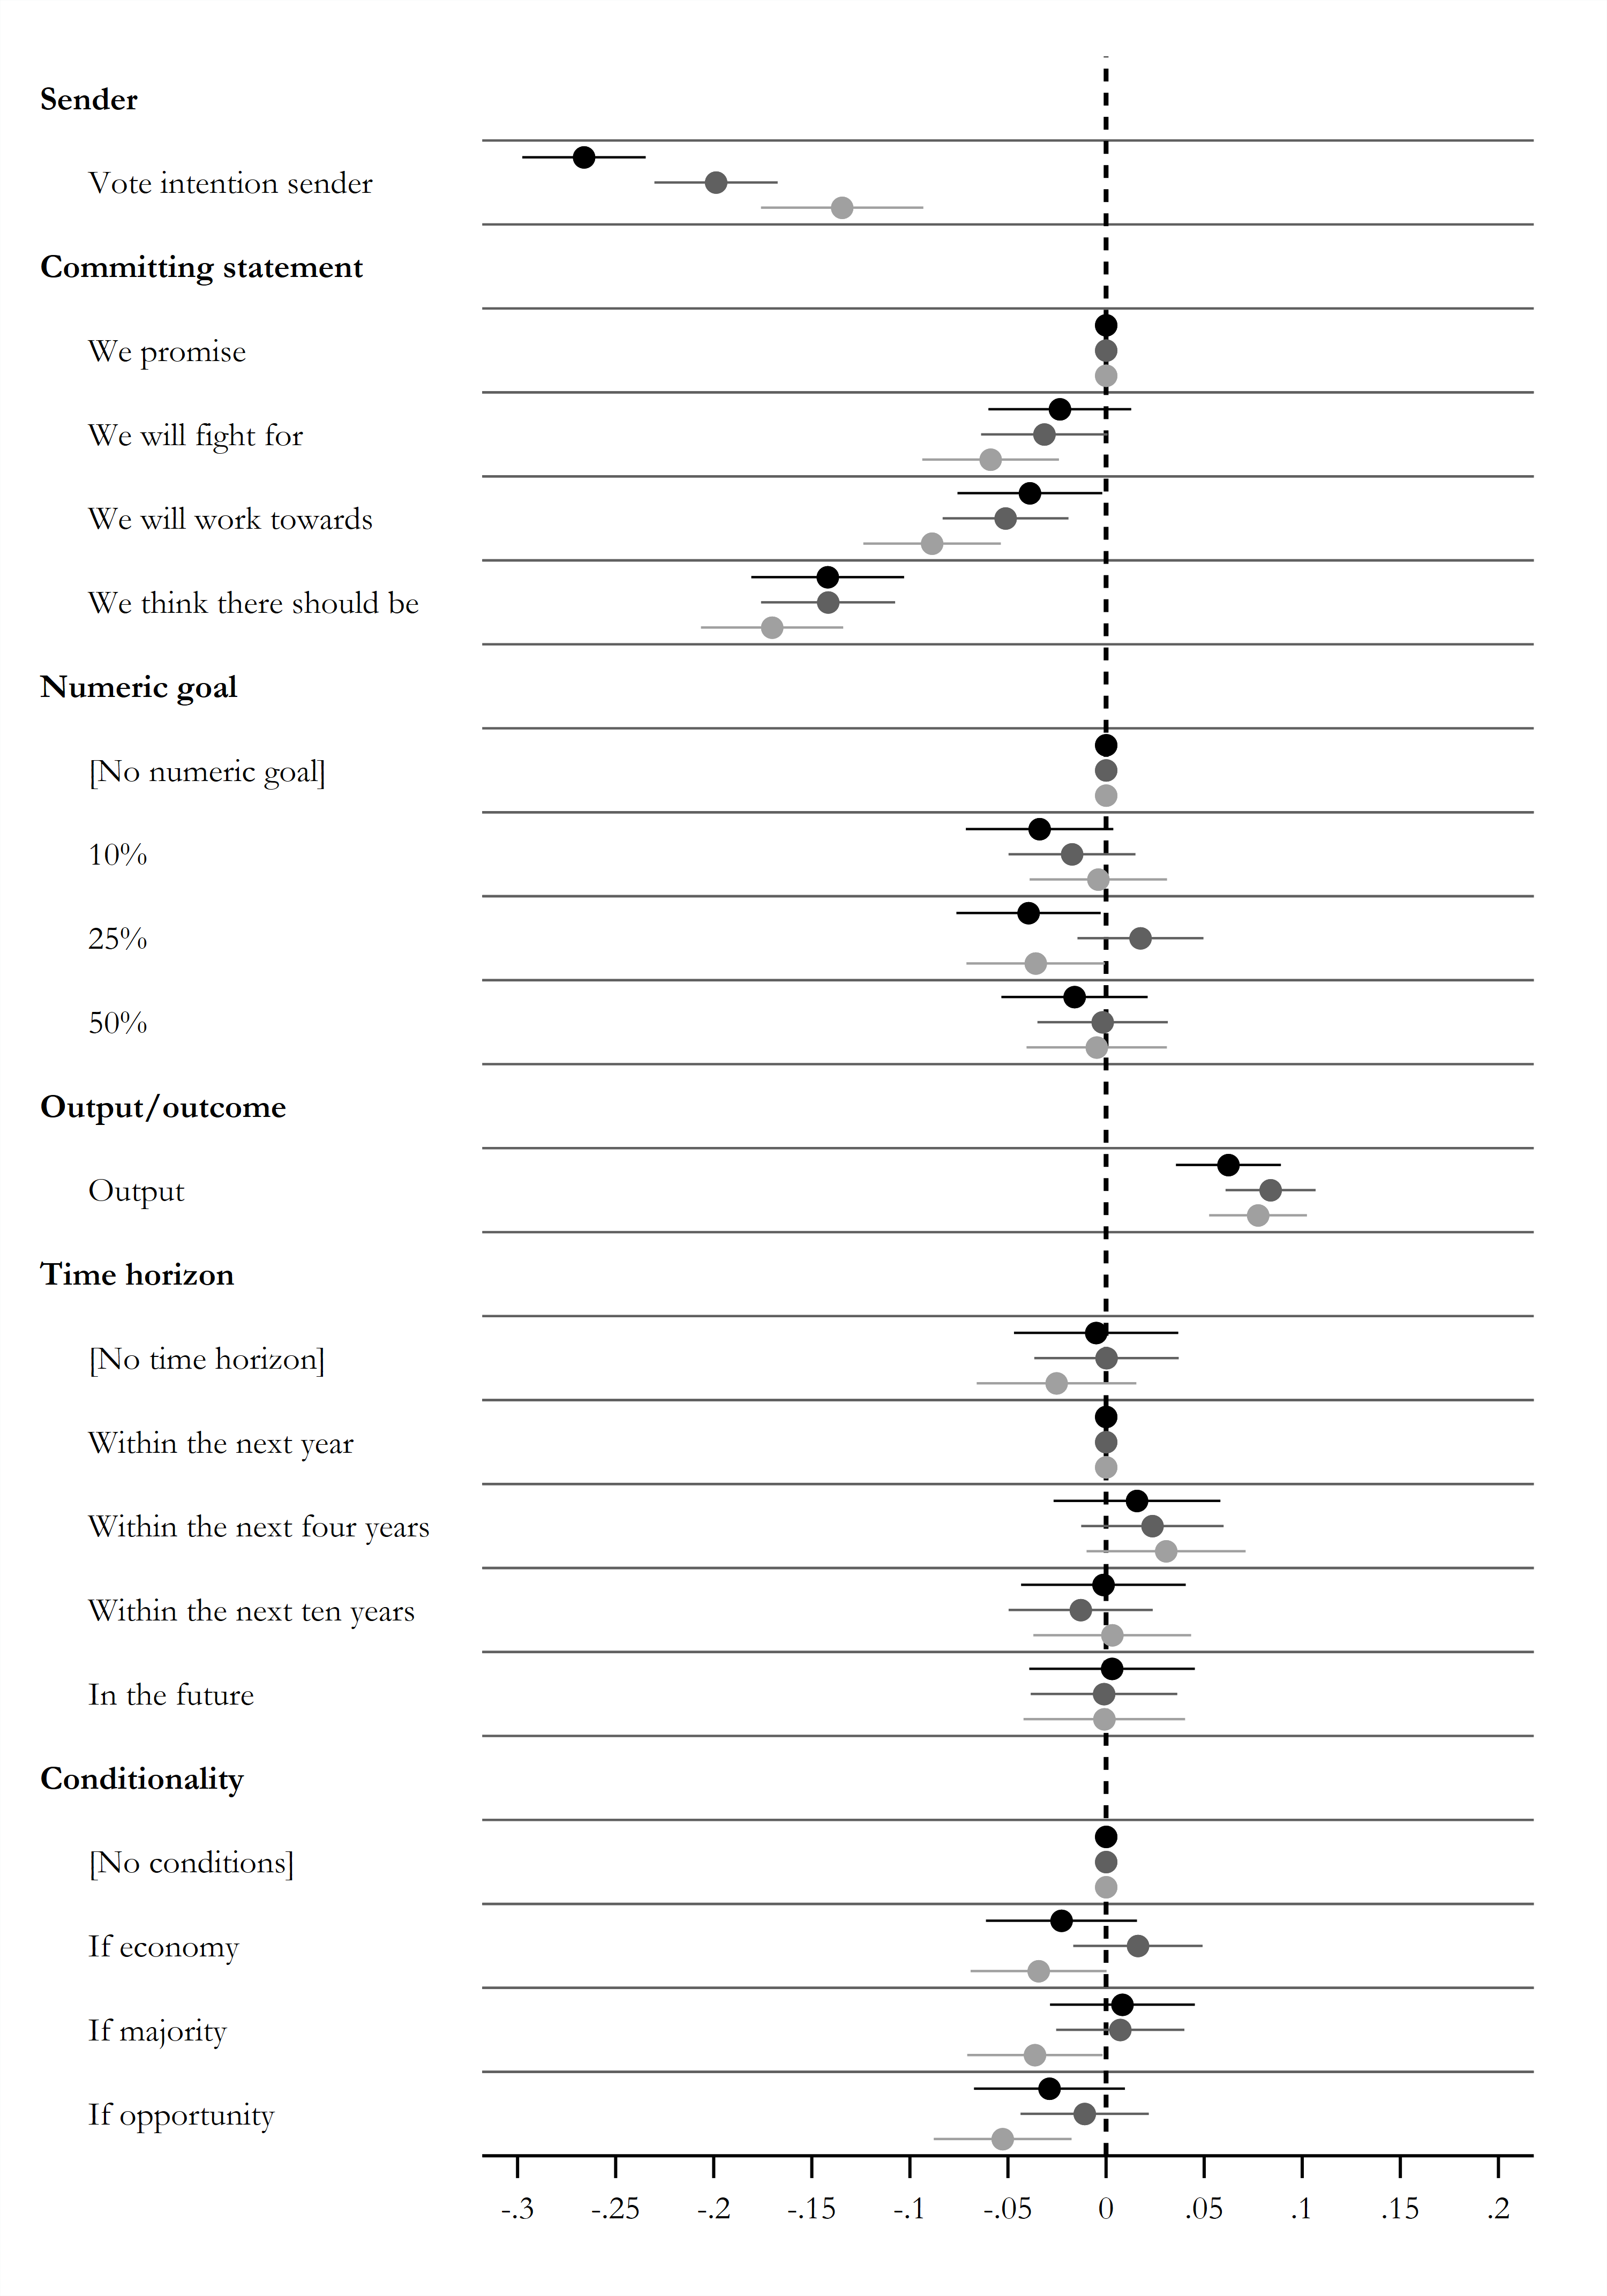 Sender
Vote intention sender
Committing statement
We promise
We will fight for
We will work towards
We think there should be
Numeric goal
[No numeric goal]
10%
25%
50%
Output/outcome
Output
Time horizon
[No time horizon]
Within the next year
Within the next four years
Within the next ten years
In the future
Conditionality
[No conditions]
If economy
If majority
If opportunity
-.3 -.25 -.2 -.15 -.1 -.05 0 .05 .1 .15 .2